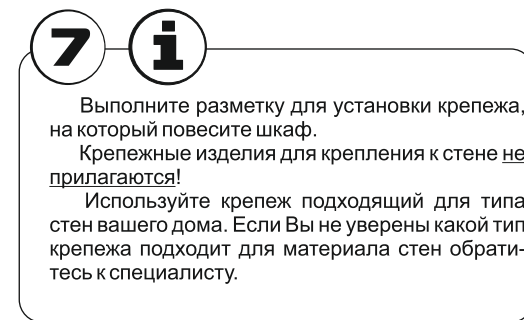 7 i
Выполните разметку для установки крепежа,
на который повесите шкаф.
Крепежные изделия для крепления к стене не
прилагаются!
Используйте крепеж подходящий для типа
стен вашего дома. Если Вы не уверены какой тип
крепежа подходит для материала стен обрати-
тесь к специалисту.